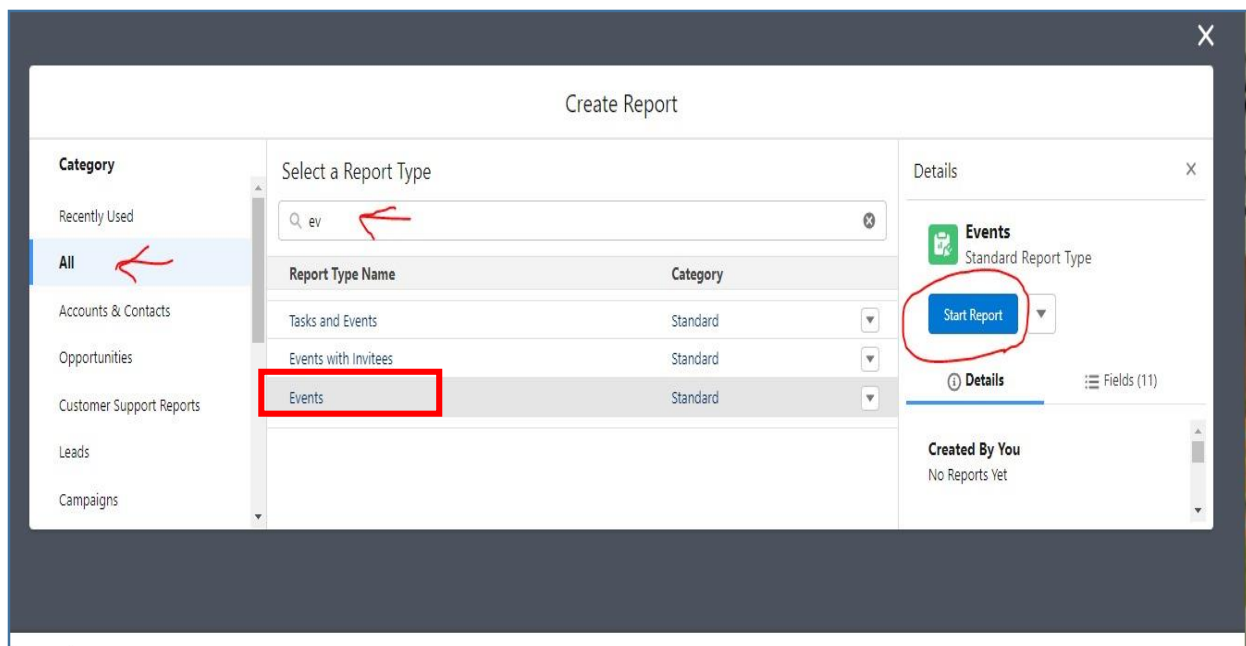 Create Report
Category
Recently Used
All
Accounts & Contacts
Opportunities
Customer Support Reports
Leads
Campaigns
Select a Report Type
ev
Report Type Name Category
Tasks and Events Standard
Events with Invitees Standard
Events Standard
Details
Events
Standard Report Type
Start Report
Details Fields (11)
Created By You
No Reports Yet